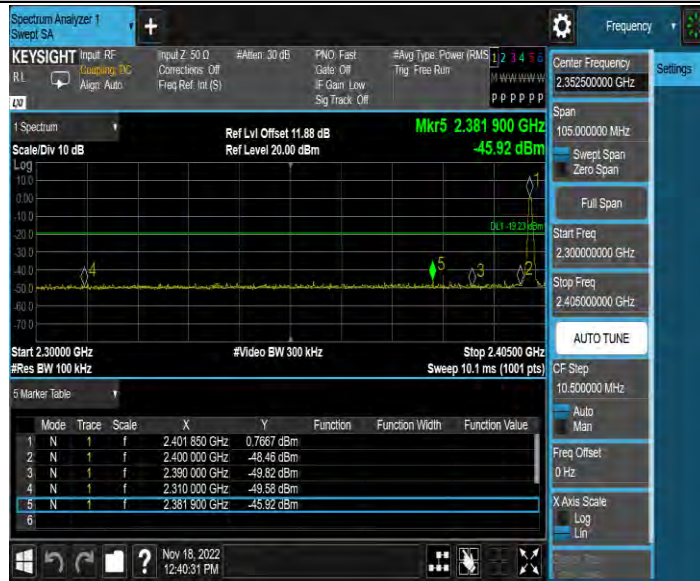 Spectrum Analyzer 1
Swept SA
+
Frequency
KEYSIGHT
Input: RF
Coupling: DC
Align: Auto
RL
LXI
Input Z: 50 Ω
Corrections: Off
Freq Ref: Int (S)
#Atten: 30 dB
PNO: Fast
Gate: Off
IF Gain: Low
Sig Track: Off
#Avg Type: Power (RMS
Trig: Free Run
1 2 3 4 5 6
M W W W W W
P P P P P P
1 Spectrum
Scale/Div 10 dB
Ref Lvl Offset 11.88 dB
Ref Level 20.00 dBm
Mkr5 2.381 900 GHz
-45.92 dBm
Log
10.0
0.00
-10.0
-20.0
-30.0
-40.0
-50.0
-60.0
-70.0
DL1 -19.23 dBm
1
2
3
4
5
Start 2.30000 GHz
#Res BW 100 kHz
#Video BW 300 kHz
Stop 2.40500 GHz
Sweep 10.1 ms (1001 pts)
5 Marker Table
Mode Trace Scale X Y Function Function Width Function Value
1 N 1 f 2.401 850 GHz 0.7667 dBm
2 N 1 f 2.400 000 GHz -48.46 dBm
3 N 1 f 2.390 000 GHz -49.82 dBm
4 N 1 f 2.310 000 GHz -49.58 dBm
5 N 1 f 2.381 900 GHz -45.92 dBm
6
?
Nov 18, 2022
12:40:31 PM
Center Frequency
2.352500000 GHz
Settings
Span
105.000000 MHz
Swept Span
Zero Span
Full Span
Start Freq
2.300000000 GHz
Stop Freq
2.405000000 GHz
AUTO TUNE
CF Step
10.500000 MHz
Auto
Man
Freq Offset
0 Hz
X Axis Scale
Log
Lin